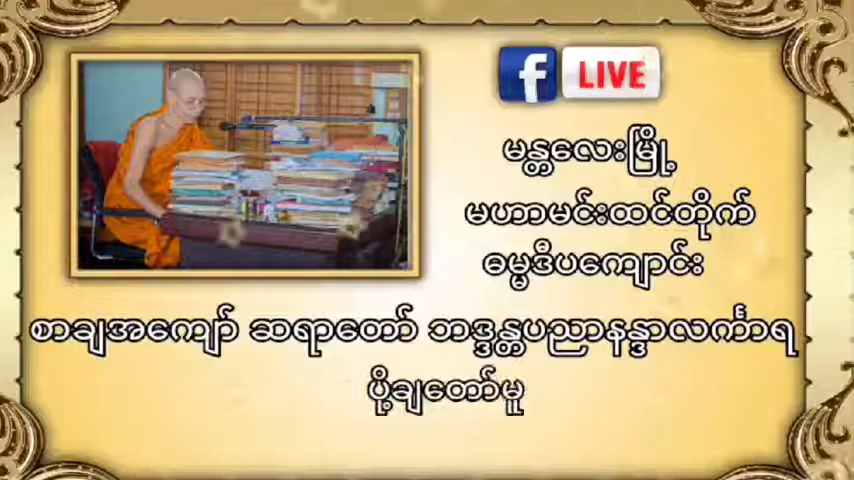 f LIVE
မန္တလေးမြို့
မဟာမင်းထင်တိုက်
ဓမ္မဒီပကျောင်း
စာချအကျော် ဆရာတော် ဘဒ္ဒန္တပညာနန္ဒာလင်္ကာရ
ပို့ချတော်မူ